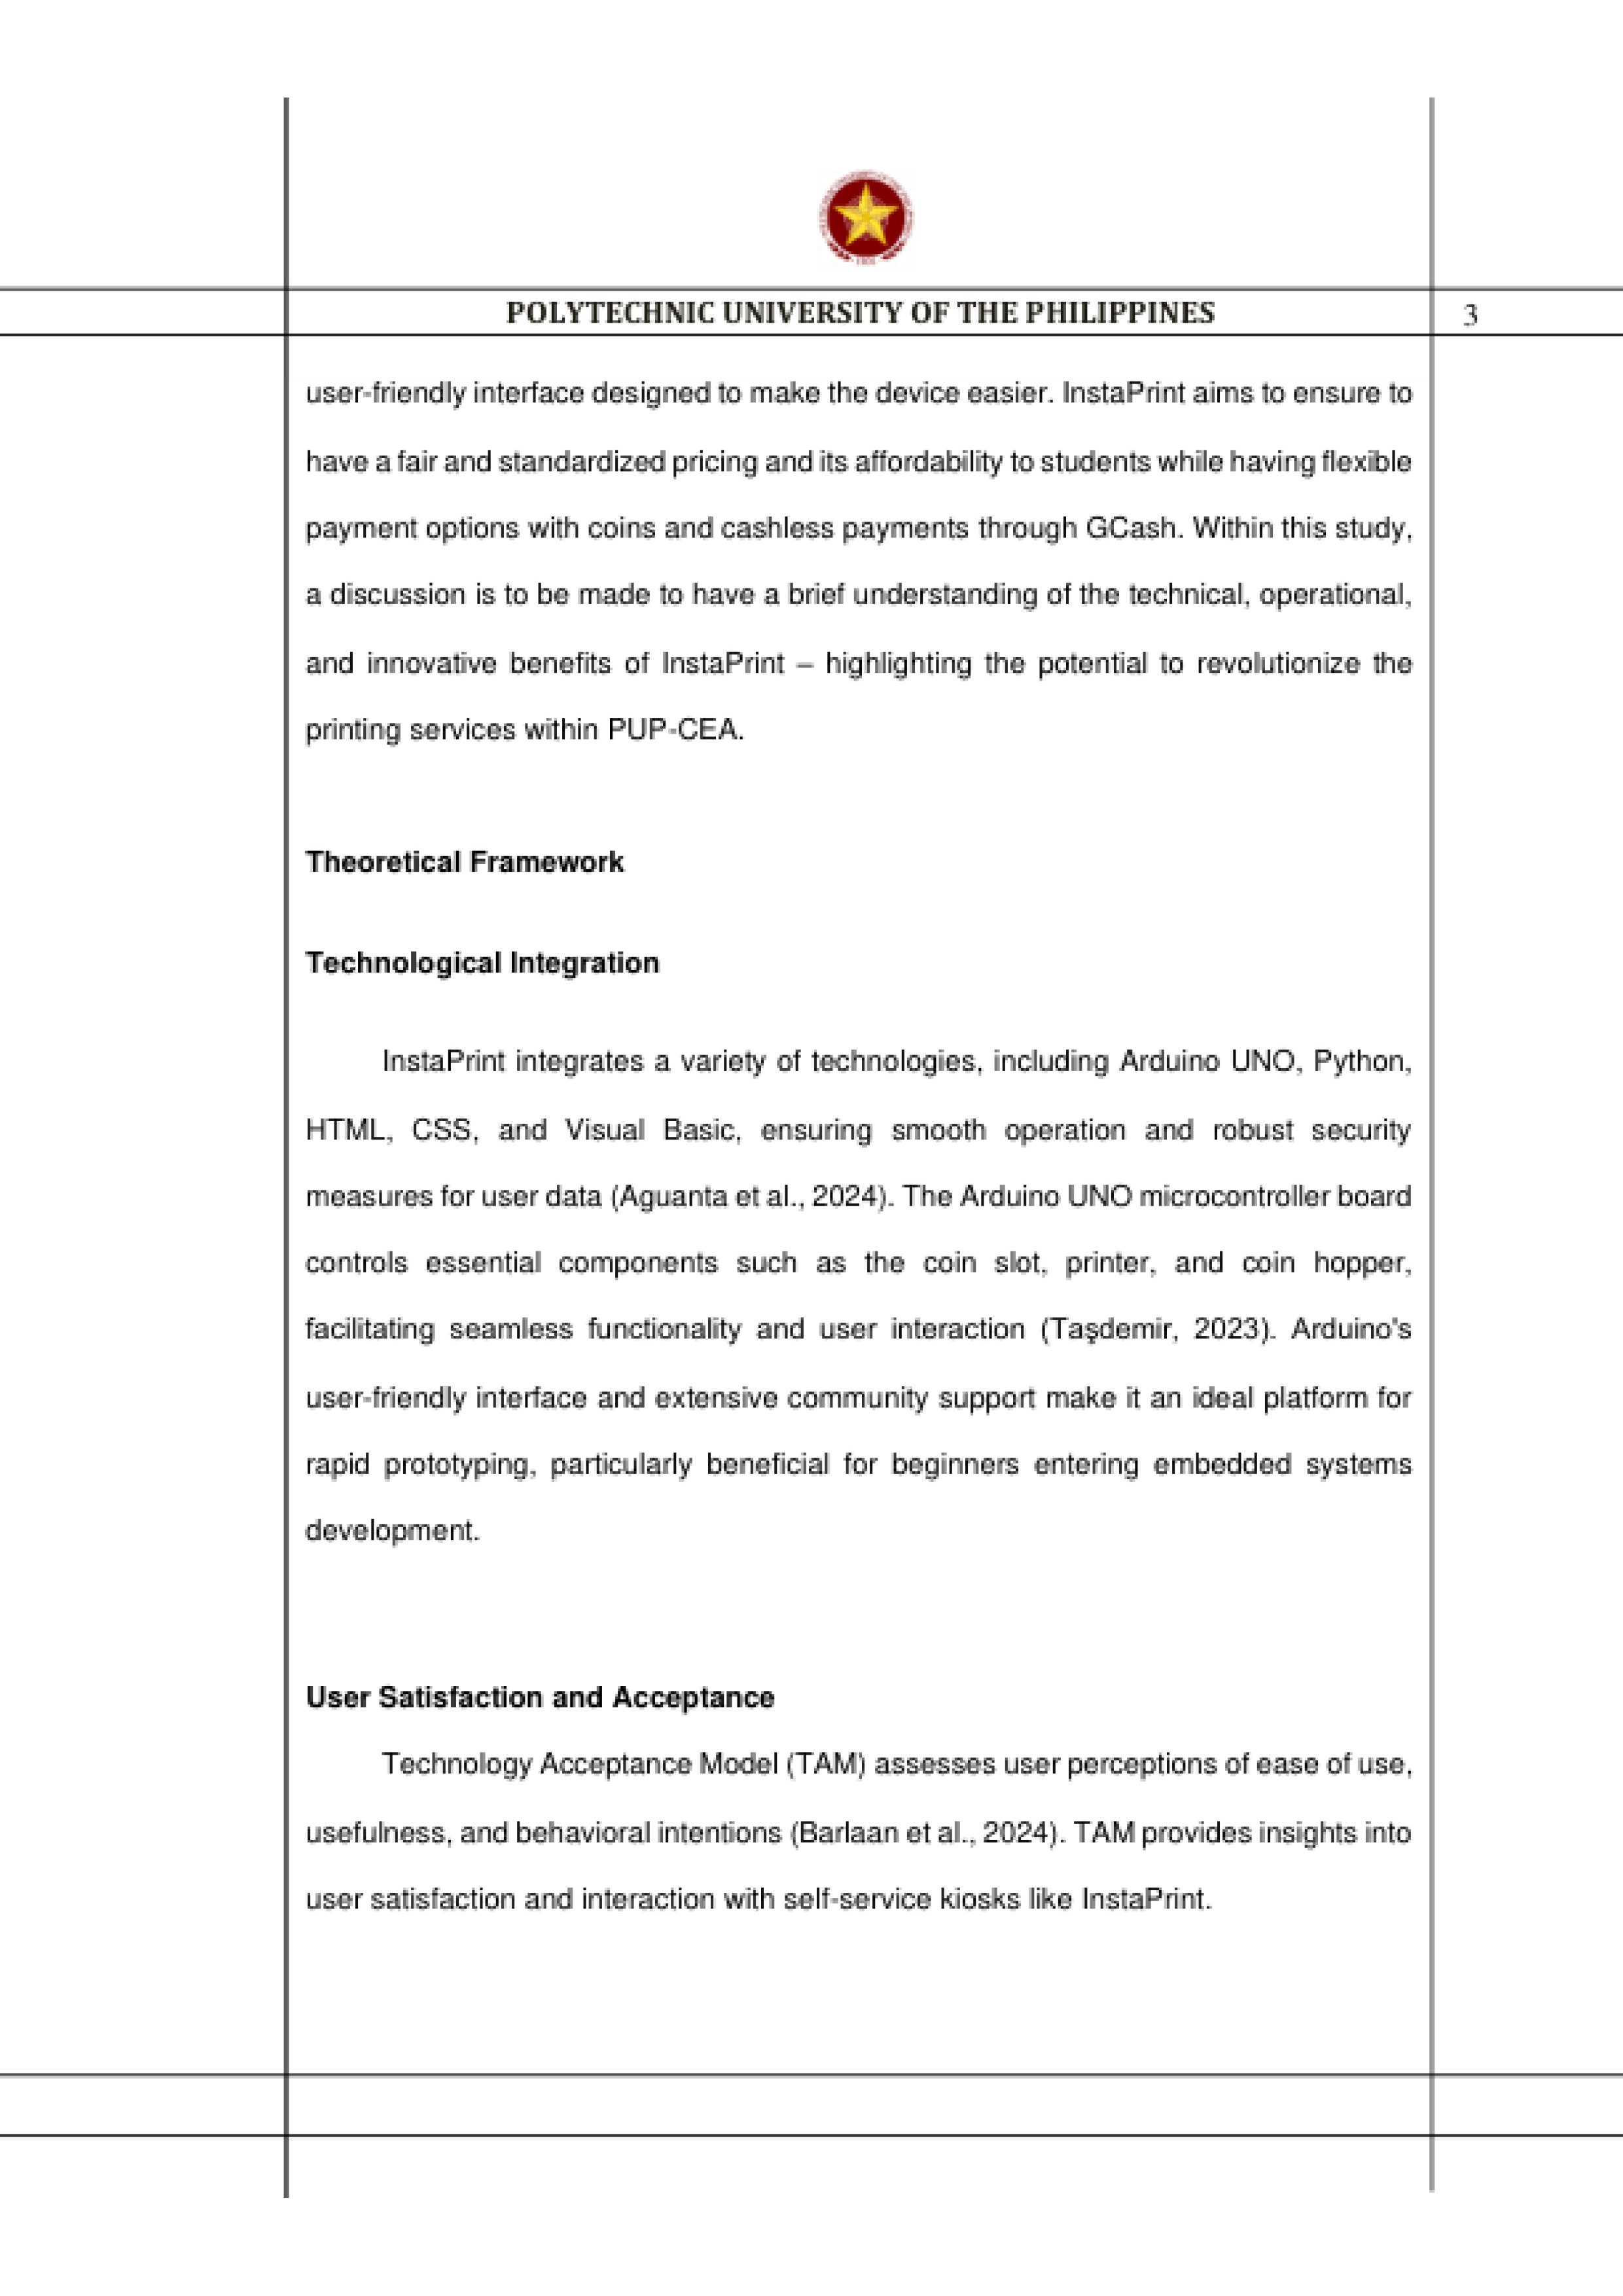 POLYTECHNIC UNIVERSITY OF THE PHILIPPINES 3
user-friendly interface designed to make the device easier. InstaPrint aims to ensure to
have a fair and standardized pricing and its affordability to students while having flexible
payment options with coins and cashless payments through GCash. Within this study,
a discussion is to be made to have a brief understanding of the technical, operational,
and innovative benefits of InstaPrint – highlighting the potential to revolutionize the
printing services within PUP-CEA.
Theoretical Framework
Technological Integration
InstaPrint integrates a variety of technologies, including Arduino UNO, Python,
HTML, CSS, and Visual Basic, ensuring smooth operation and robust security
measures for user data (Aguanta et al., 2024). The Arduino UNO microcontroller board
controls essential components such as the coin slot, printer, and coin hopper,
facilitating seamless functionality and user interaction (Taşdemir, 2023). Arduino's
user-friendly interface and extensive community support make it an ideal platform for
rapid prototyping, particularly beneficial for beginners entering embedded systems
development.
User Satisfaction and Acceptance
Technology Acceptance Model (TAM) assesses user perceptions of ease of use,
usefulness, and behavioral intentions (Barlaan et al., 2024). TAM provides insights into
user satisfaction and interaction with self-service kiosks like InstaPrint.